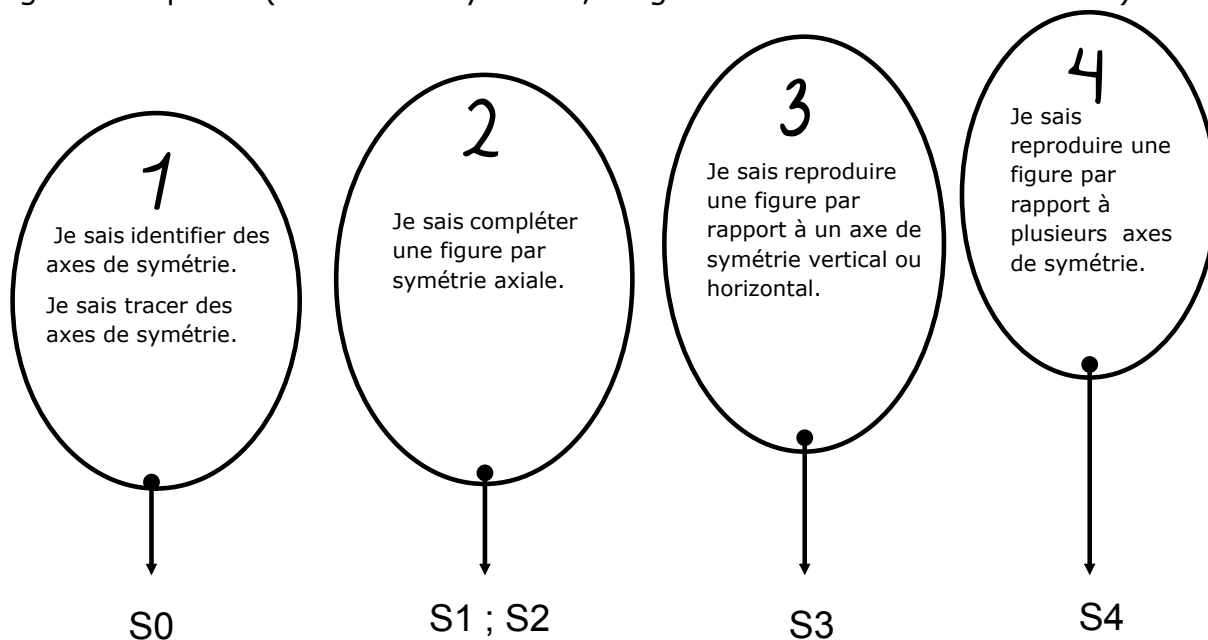 1
Je sais identifier des
axes de symétrie.
Je sais tracer des
axes de symétrie.
S0
2
Je sais compléter
une figure par
symétrie axiale.
S1 ; S2
3
Je sais reproduire
une figure par
rapport à un axe de
symétrie vertical ou
horizontal.
S3
4
Je sais
reproduire une
figure par
rapport à
plusieurs axes
de symétrie.
S4